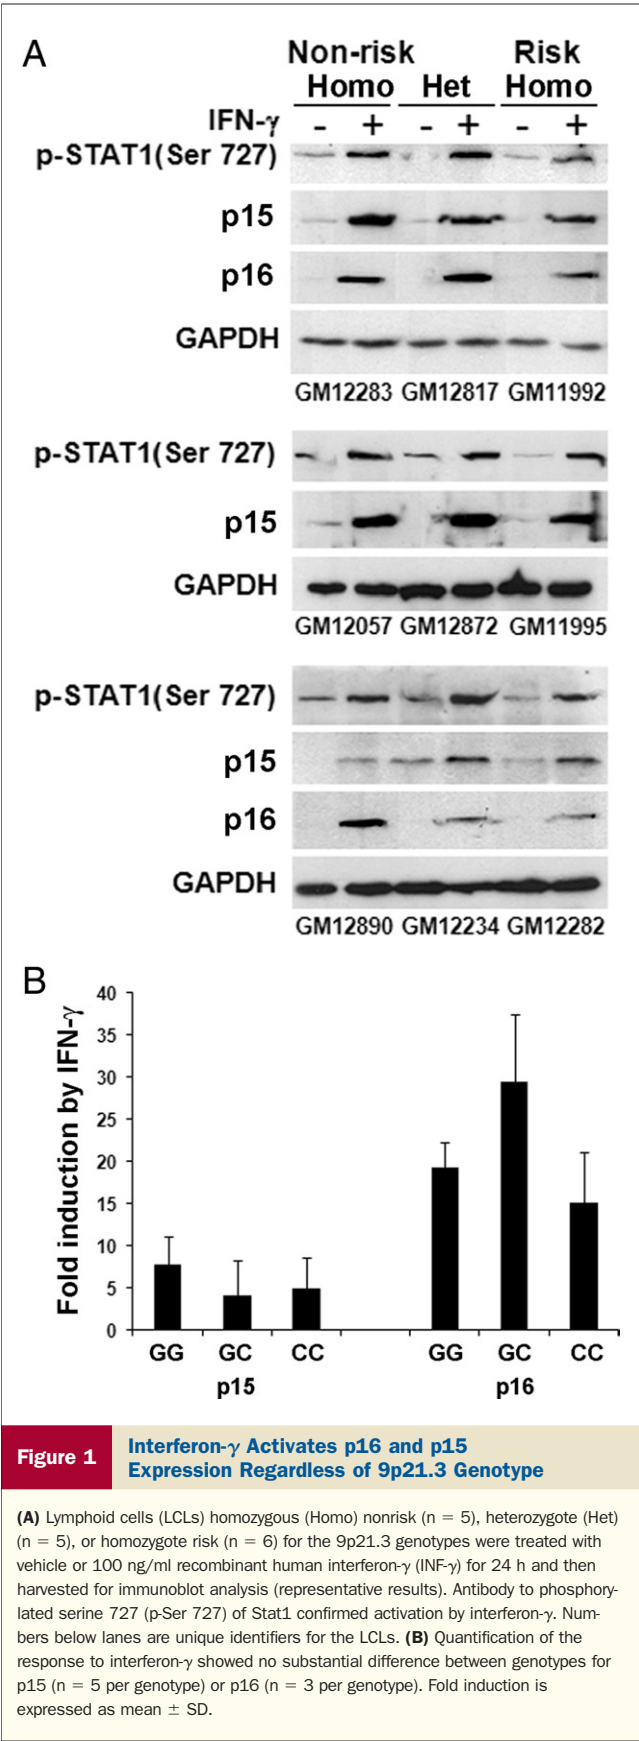 A
Non-risk Risk
Homo Het Homo
IFN-γ - + - + - +
p-STAT1(Ser 727)
p15
p16
GAPDH
GM12283 GM12817 GM11992
p-STAT1(Ser 727)
p15
GAPDH
GM12057 GM12872 GM11995
p-STAT1(Ser 727)
p15
p16
GAPDH
GM12890 GM12234 GM12282
B
Fold induction by IFN-γ
40
35
30
25
20
15
10
5
0
GG GC CC GG GC CC
p15 p16
Figure 1
Interferon-γ Activates p16 and p15
Expression Regardless of 9p21.3 Genotype
(A) Lymphoid cells (LCLs) homozygous (Homo) nonrisk (n = 5), heterozygote (Het)
(n = 5), or homozygote risk (n = 6) for the 9p21.3 genotypes were treated with
vehicle or 100 ng/ml recombinant human interferon-γ (INF-γ) for 24 h and then
harvested for immunoblot analysis (representative results). Antibody to phosphory-
lated serine 727 (p-Ser 727) of Stat1 confirmed activation by interferon-γ. Num-
bers below lanes are unique identifiers for the LCLs. (B) Quantification of the
response to interferon-γ showed no substantial difference between genotypes for
p15 (n = 5 per genotype) or p16 (n = 3 per genotype). Fold induction is
expressed as mean ± SD.